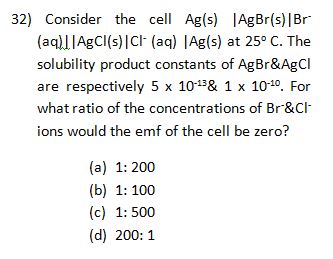 32) Consider the cell Ag(s) |AgBr(s)|Br⁻
(aq)||AgCl(s)|Cl⁻ (aq) |Ag(s) at 25° C. The
solubility product constants of AgBr&AgCl
are respectively 5 x 10⁻¹³& 1 x 10⁻¹⁰. For
what ratio of the concentrations of Br⁻&Cl⁻
ions would the emf of the cell be zero?
(a) 1: 200
(b) 1: 100
(c) 1: 500
(d) 200: 1